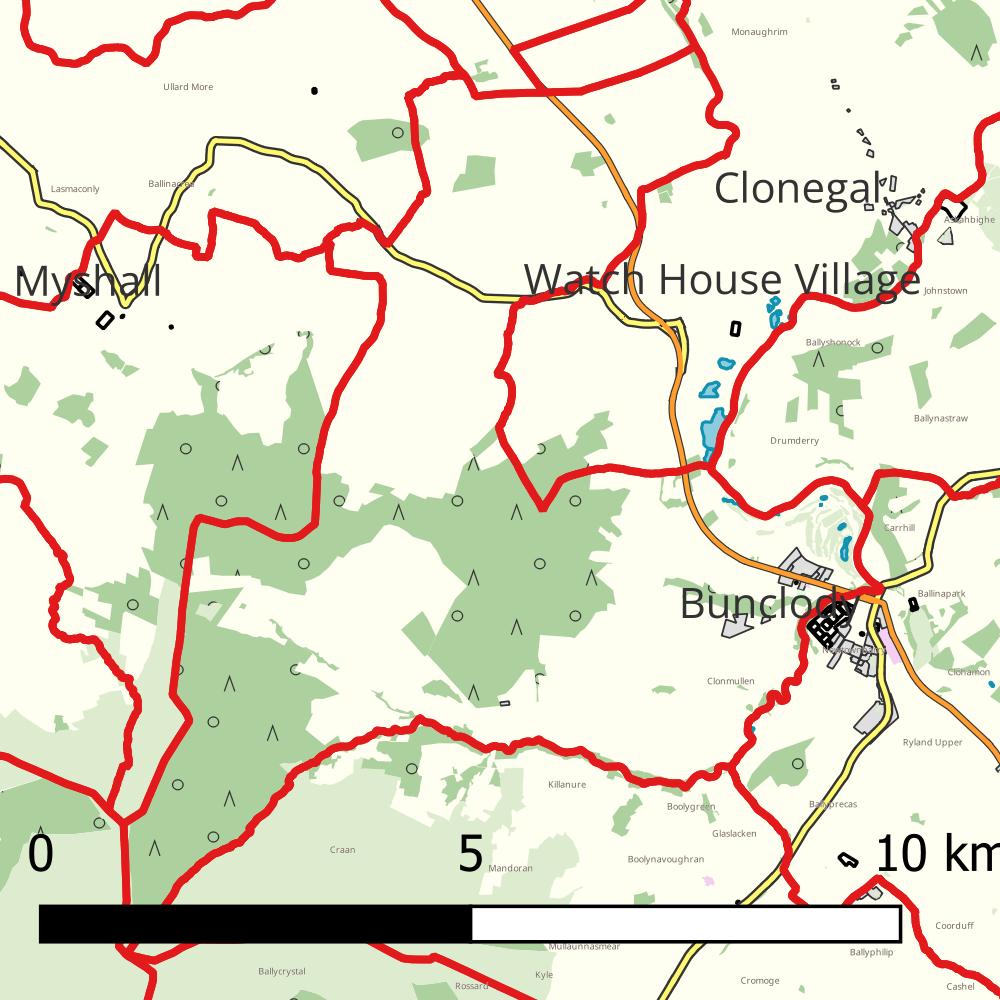 Monaughrim
Ullard More
Lasmaconly
Clonegal
Askahbighe
Myshall
Watch House Village
Johnstown
Ballyshonock
Ballynastraw
Drumderry
Carrhill
Bunclody
Ballinapark
Clonmullen
Clonamon
Ryland Upper
Killanure
Boolygreen
Ballyprecas
Glaslacken
Craan
Boolynavoughran
Mandoran
0 5 10 km
Coorduff
Mullaunnasmear
Ballyphilip
Ballycrystal
Kyle
Rossard
Cromoge
Cashel